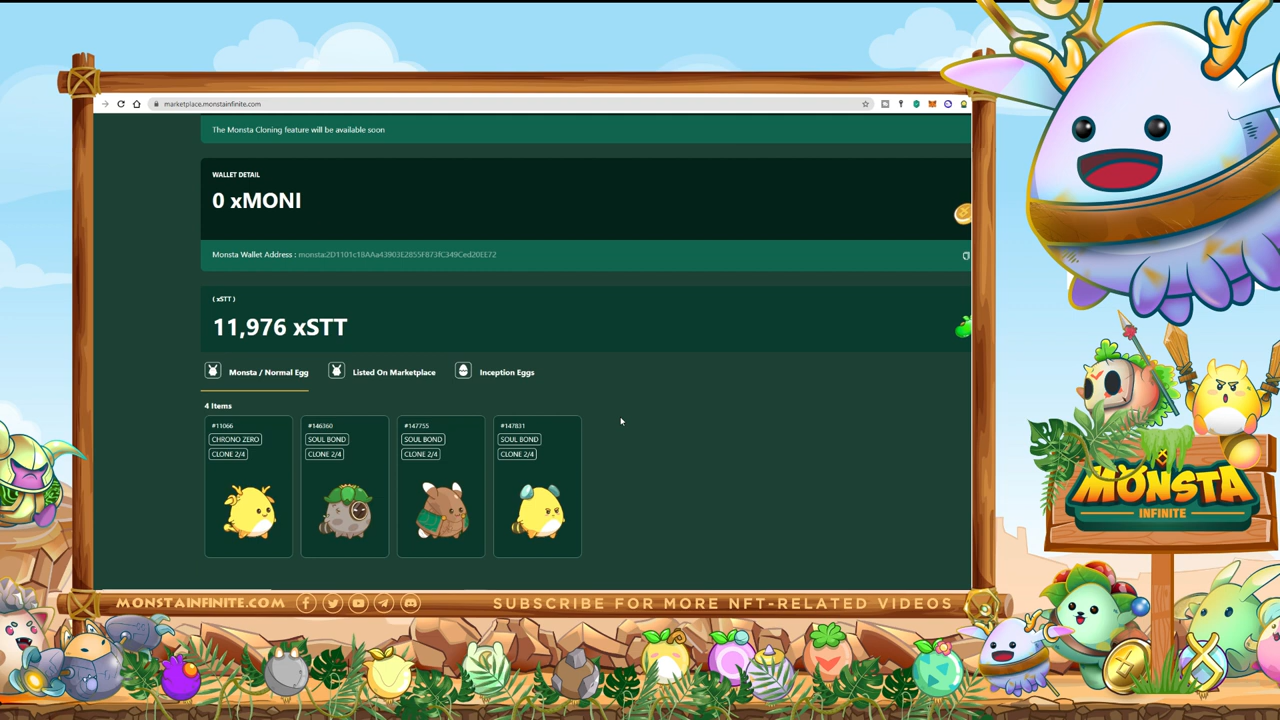 marketplace.monstainfinite.com
The Monsta Cloning feature will be available soon
WALLET DETAIL
0 xMONI
Monsta Wallet Address : monsta:2D1101c18AAa43903E2855F873fC349Ced20EE72
( xSTT )
11,976 xSTT
Monsta / Normal Egg
Listed On Marketplace
Inception Eggs
4 Items
#11066
CHRONO ZERO
CLONE 2/4
#146360
SOUL BOND
CLONE 2/4
#147755
SOUL BOND
CLONE 2/4
#147831
SOUL BOND
CLONE 2/4
MONSTA
INFINITE
MONSTAINFINITE.COM
SUBSCRIBE FOR MORE NFT-RELATED VIDEOS